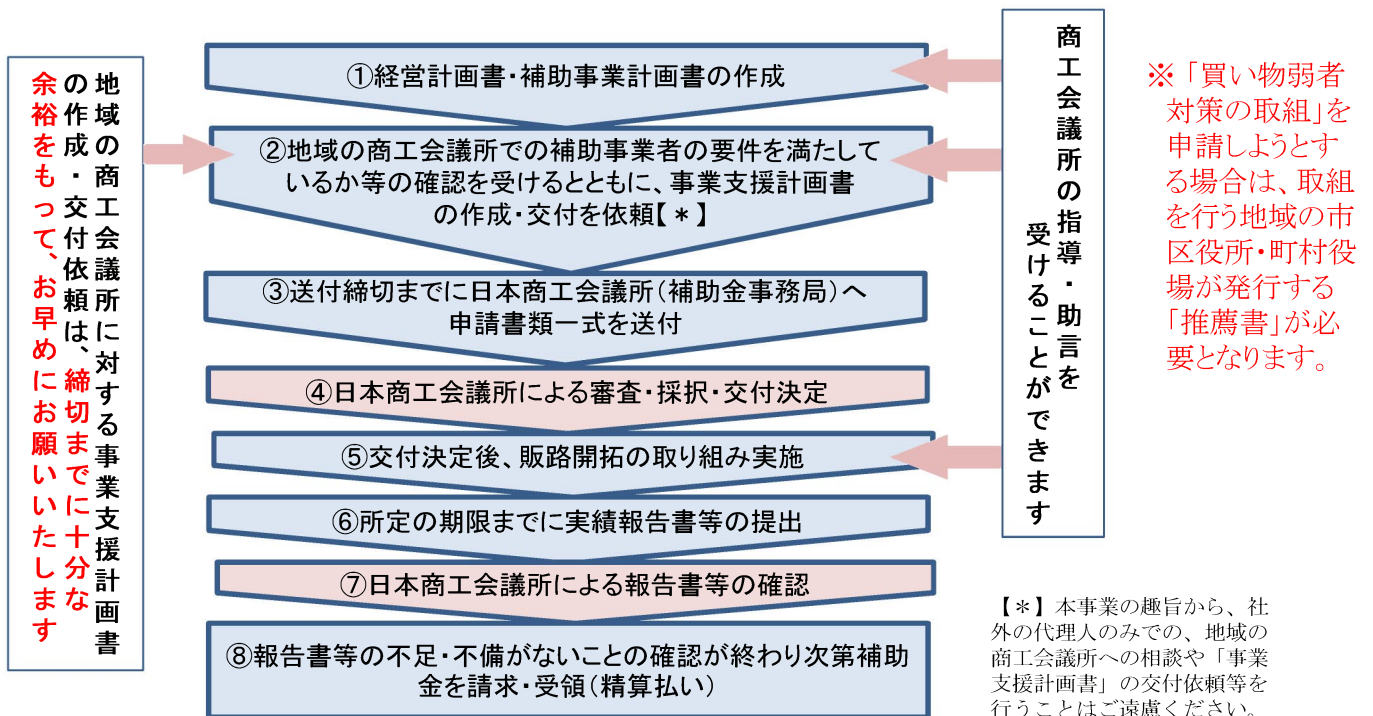 地域の商工会議所に対する事業支援計画書
の作成・交付依頼は、締切までに十分な
余裕をもって、お早めにお願いいたします
①経営計画書・補助事業計画書の作成
②地域の商工会議所での補助事業者の要件を満たして
いるか等の確認を受けるとともに、事業支援計画書
の作成・交付を依頼【＊】
③送付締切までに日本商工会議所（補助金事務局）へ
申請書類一式を送付
④日本商工会議所による審査・採択・交付決定
⑤交付決定後、販路開拓の取り組み実施
⑥所定の期限までに実績報告書等の提出
⑦日本商工会議所による報告書等の確認
⑧報告書等の不足・不備がないことの確認が終わり次第補助
金を請求・受領（精算払い）
商工会議所の指導・助言を
受けることができます
※「買い物弱者
対策の取組」を
申請しようとす
る場合は、取組
を行う地域の市
区役所・町村役
場が発行する
「推薦書」が必
要となります。
【＊】本事業の趣旨から、社
外の代理人のみでの、地域の
商工会議所への相談や「事業
支援計画書」の交付依頼等を
行うことはご遠慮ください。